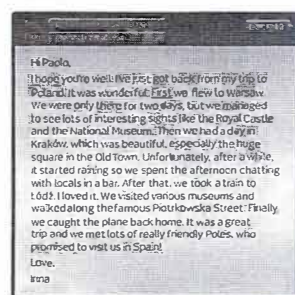 Hi Paolo,
I hope you're well. I've just got back from my trip to
Poland. It was wonderful. First we flew to Warsaw.
We were only there for two days, but we managed
to see lots of interesting sights like the Royal Castle
and the National Museum. Then we had a day in
Kraków, which was beautiful, especially the huge
square in the Old Town. Unfortunately, after a while,
it started raining so we spent the afternoon chatting
with locals in a bar. After that, we took a train to
Łódź. I loved it. We visited various museums and
walked along the famous Piotrkowska Street. Finally
we caught the plane back home. It was a great
trip and we met lots of really friendly Poles, who
promised to visit us in Spain!
Love,
Irina